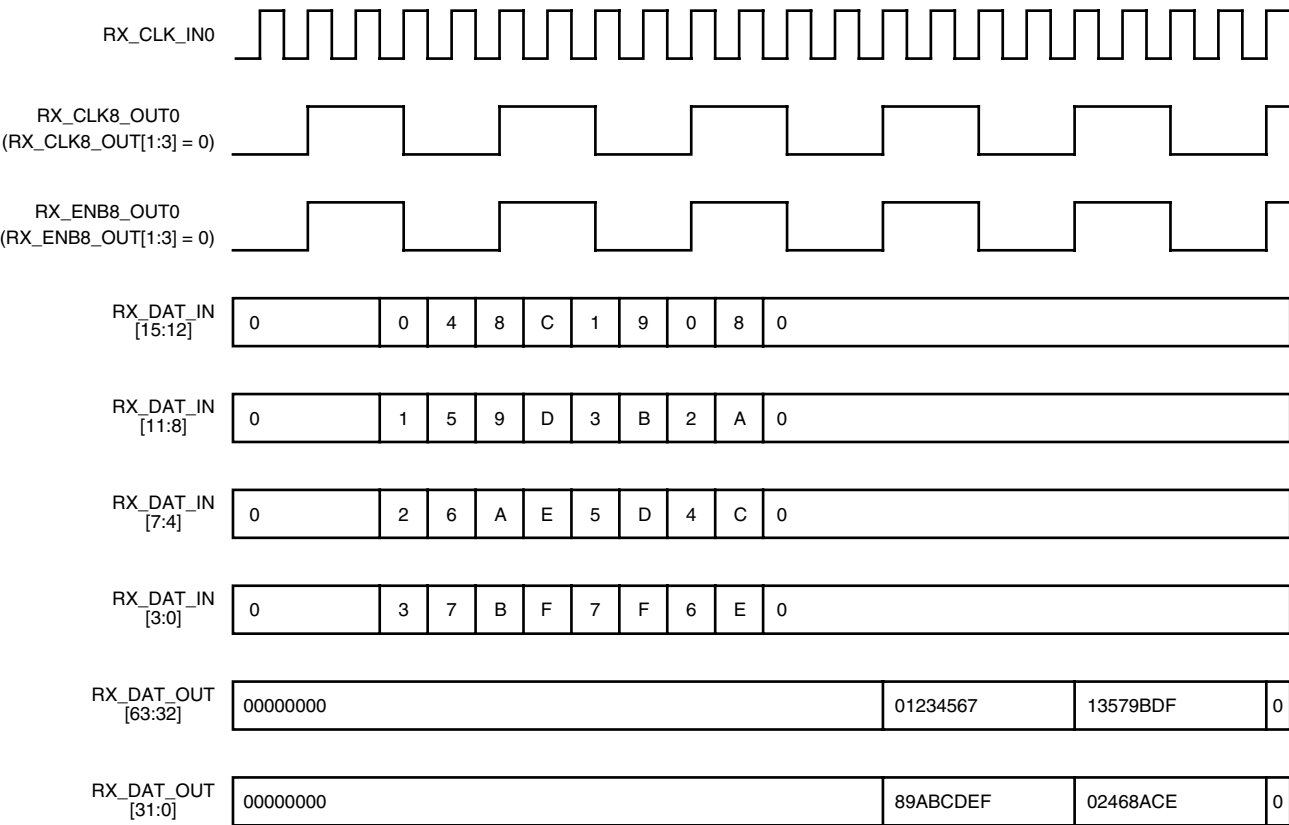 RX_CLK_IN0
RX_CLK8_OUT0
(RX_CLK8_OUT[1:3] = 0)
RX_ENB8_OUT0
(RX_ENB8_OUT[1:3] = 0)
RX_DAT_IN
[15:12]
0 0 4 8 C 1 9 0 8 0
RX_DAT_IN
[11:8]
0 1 5 9 D 3 B 2 A 0
RX_DAT_IN
[7:4]
0 2 6 A E 5 D 4 C 0
RX_DAT_IN
[3:0]
0 3 7 B F 7 F 6 E 0
RX_DAT_OUT
[63:32]
00000000 01234567 13579BDF 0
RX_DAT_OUT
[31:0]
00000000 89ABCDEF 02468ACE 0